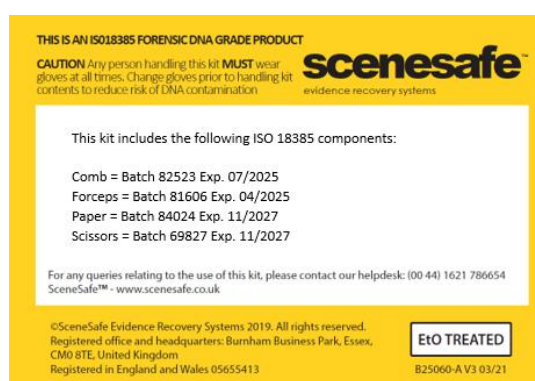 THIS IS AN IS018385 FORENSIC DNA GRADE PRODUCT
CAUTION Any person handling this kit MUST wear
gloves at all times. Change gloves prior to handling kit
contents to reduce risk of DNA contamination
scenesafe™
evidence recovery systems
This kit includes the following ISO 18385 components:
Comb = Batch 82523 Exp. 07/2025
Forceps = Batch 81606 Exp. 04/2025
Paper = Batch 84024 Exp. 11/2027
Scissors = Batch 69827 Exp. 11/2027
For any queries relating to the use of this kit, please contact our helpdesk: (00 44) 1621 786654
SceneSafe™ - www.scenesafe.co.uk
©SceneSafe Evidence Recovery Systems 2019. All rights reserved.
Registered office and headquarters: Burnham Business Park, Essex,
CM0 8TE, United Kingdom
Registered in England and Wales 05655413
EtO TREATED
B25060-A V3 03/21